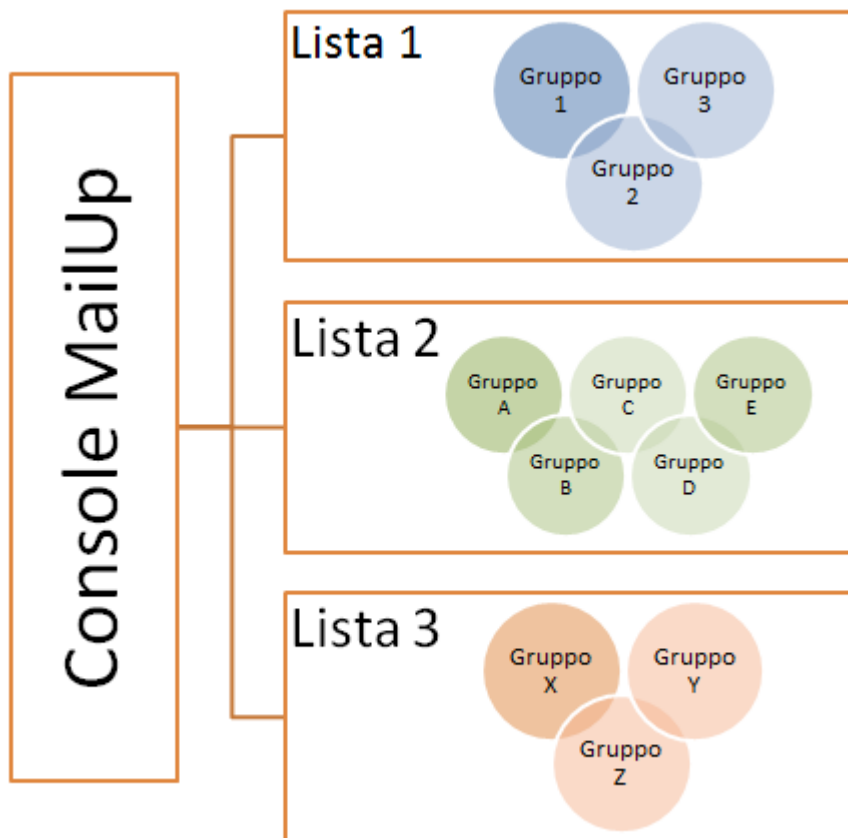 Console MailUp
Lista 1
Gruppo
1
Gruppo
3
Gruppo
2
Lista 2
Gruppo
A
Gruppo
C
Gruppo
E
Gruppo
B
Gruppo
D
Lista 3
Gruppo
X
Gruppo
Y
Gruppo
Z